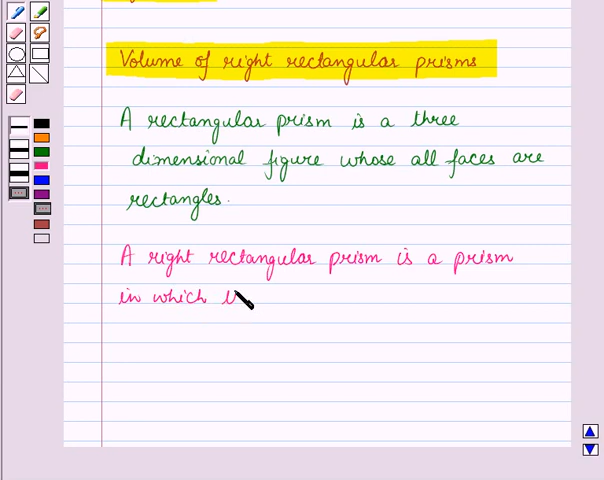 Volume of right rectangular prisms
A rectangular prism is a three
dimensional figure whose all faces are
rectangles.
A right rectangular prism is a prism
in which